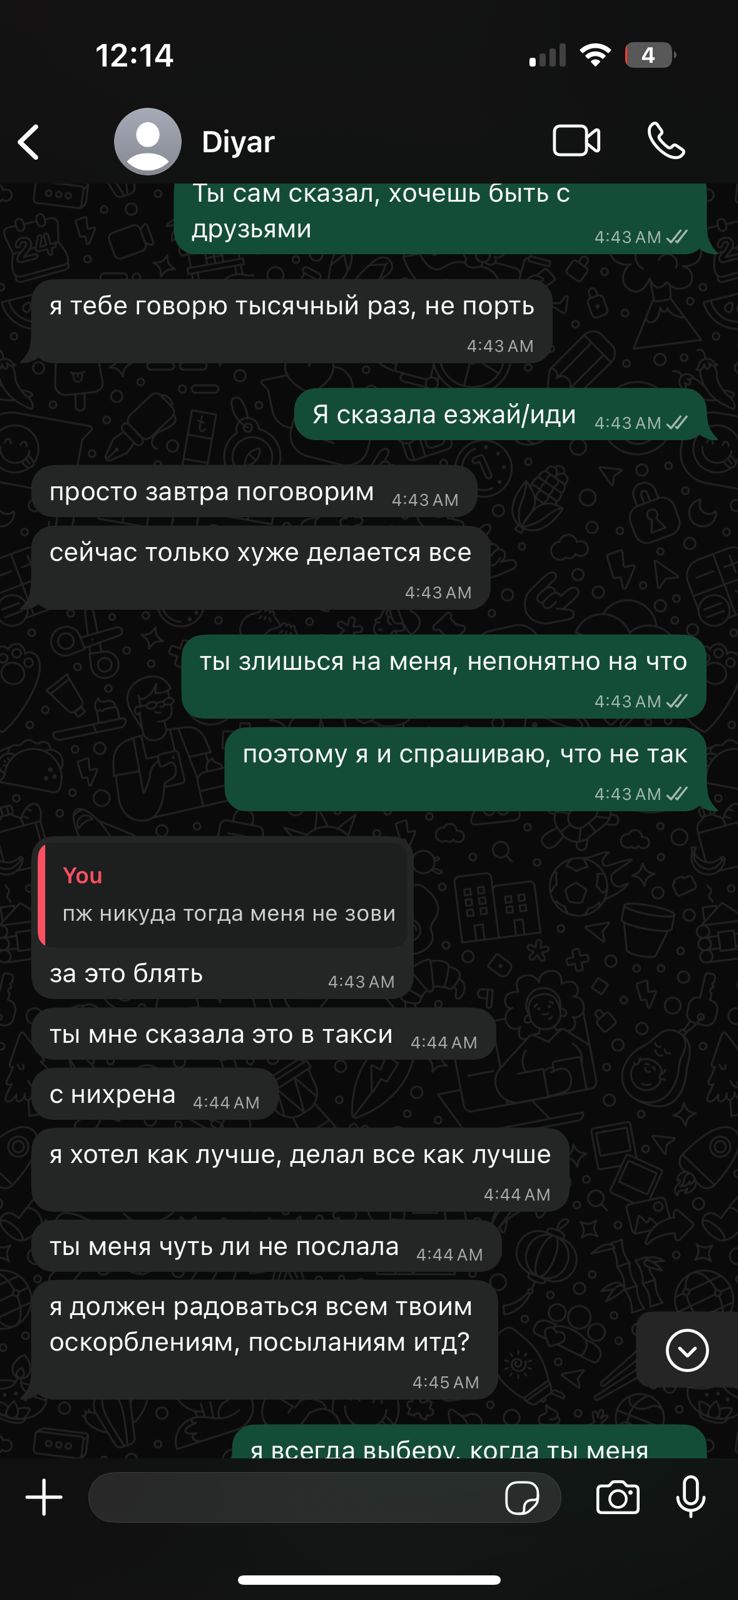 12:14
4
Diyar
Ты сам сказал, хочешь быть с
друзьями
4:43 AM
я тебе говорю тысячный раз, не порть
4:43 AM
Я сказала езжай/иди 4:43 AM
просто завтра поговорим 4:43 AM
сейчас только хуже делается все
4:43 AM
ты злишься на меня, непонятно на что
4:43 AM
поэтому я и спрашиваю, что не так
4:43 AM
You
пж никуда тогда меня не зови
за это блять 4:43 AM
ты мне сказала это в такси 4:44 AM
с нихрена 4:44 AM
я хотел как лучше, делал все как лучше
4:44 AM
ты меня чуть ли не послала 4:44 AM
я должен радоваться всем твоим
оскорблениям, посыланиям итд?
4:45 AM
я всегда выберу, когда ты меня